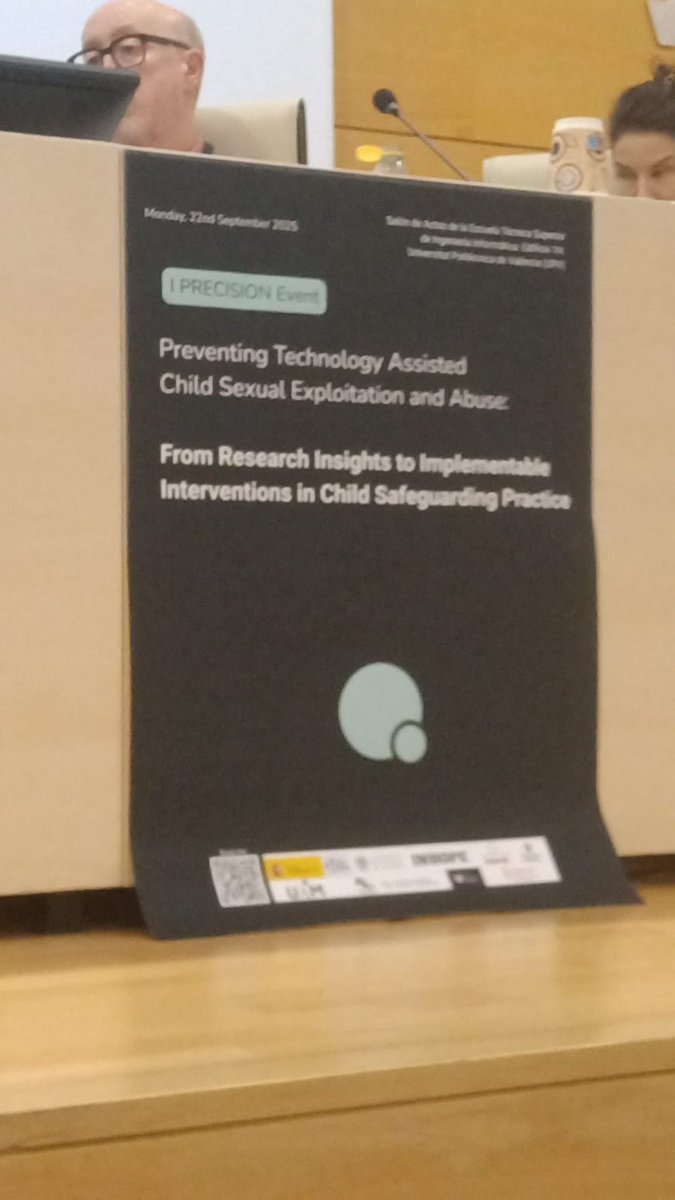 Monday, 22nd September 2025
Salón de Actos de la Escuela Técnica Superior
de Ingeniería Informática. Edificio
Universitat Politècnica de València (UPV)
I PRECISION Event
Preventing Technology Assisted
Child Sexual Exploitation and Abuse:
From Research Insights to Implementable
Interventions in Child Safeguarding Practice